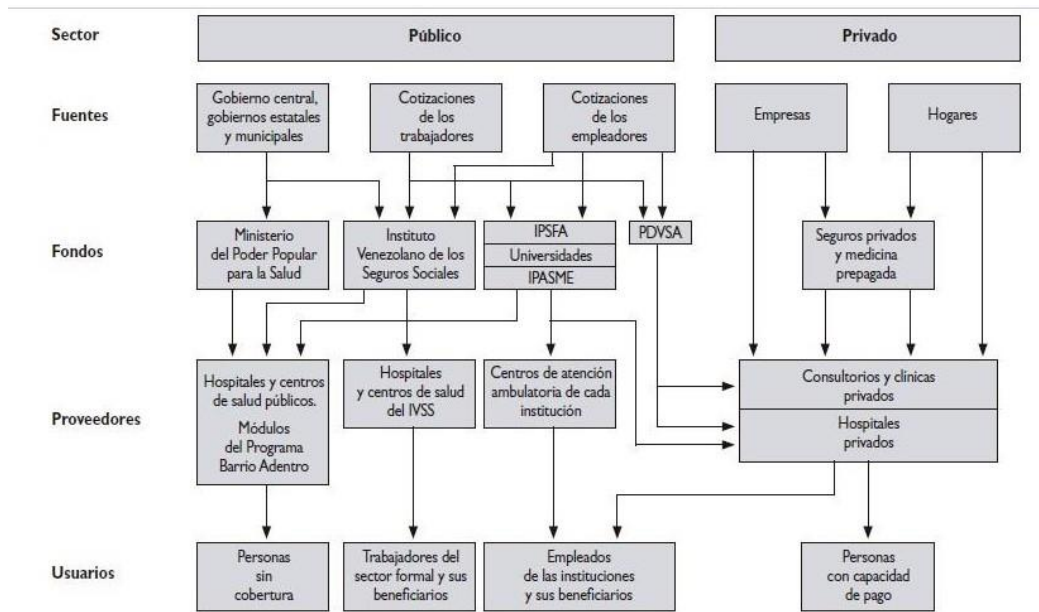 Sector
Público
Privado
Fuentes
Gobierno central,
gobiernos estatales
y municipales
Cotizaciones
de los
trabajadores
Cotizaciones
de los
empleadores
Empresas
Hogares
Fondos
Ministerio
del Poder Popular
para la Salud
Instituto
Venezolano de los
Seguros Sociales
IPSFA
Universidades
IPASME
PDVSA
Seguros privados
y medicina
prepagada
Proveedores
Hospitales y centros
de salud públicos.
Módulos
del Programa
Barrio Adentro
Hospitales
y centros de salud
del IVSS
Centros de atención
ambulatoria de cada
institución
Consultorios y clínicas
privados
Hospitales
privados
Usuarios
Personas
sin
cobertura
Trabajadores del
sector formal y sus
beneficiarios
Empleados
de las instituciones
y sus beneficiarios
Personas
con capacidad
de pago